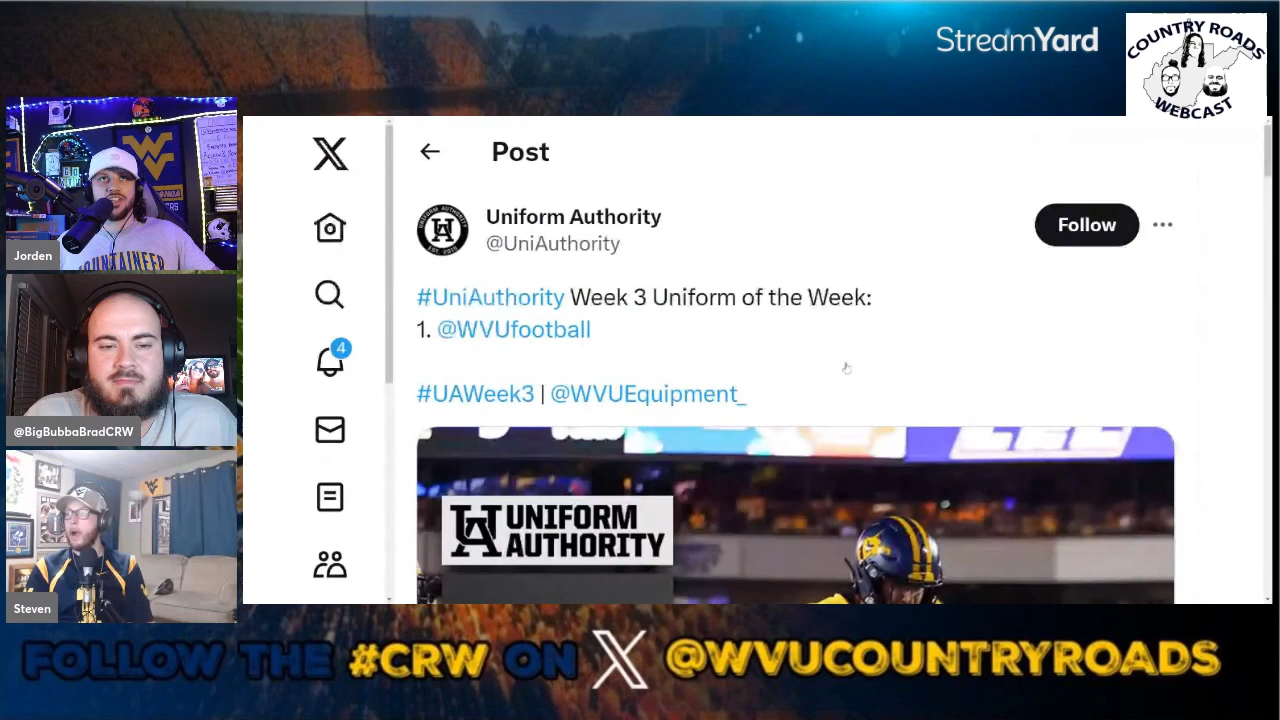 StreamYard
COUNTRY ROADS
WEBCAST
Post
Uniform Authority
@UniAuthority
Follow
#UniAuthority Week 3 Uniform of the Week:
1. @WVUfootball
4
#UAWeek3 | @WVUEquipment_
UNIFORM
AUTHORITY
Jorden
MOUNTAINEER
@BigBubbaBradCRW
Steven
FOLLOW THE #CRW ON X @WVUCOUNTRYROADS